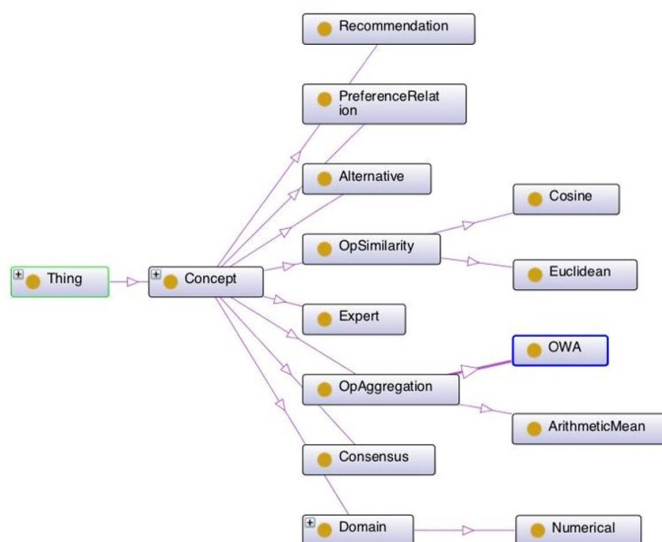 Recommendation
PreferenceRelat
ion
Alternative
Cosine
OpSimilarity
Thing
Concept
Euclidean
Expert
OWA
OpAggregation
ArithmeticMean
Consensus
Domain
Numerical